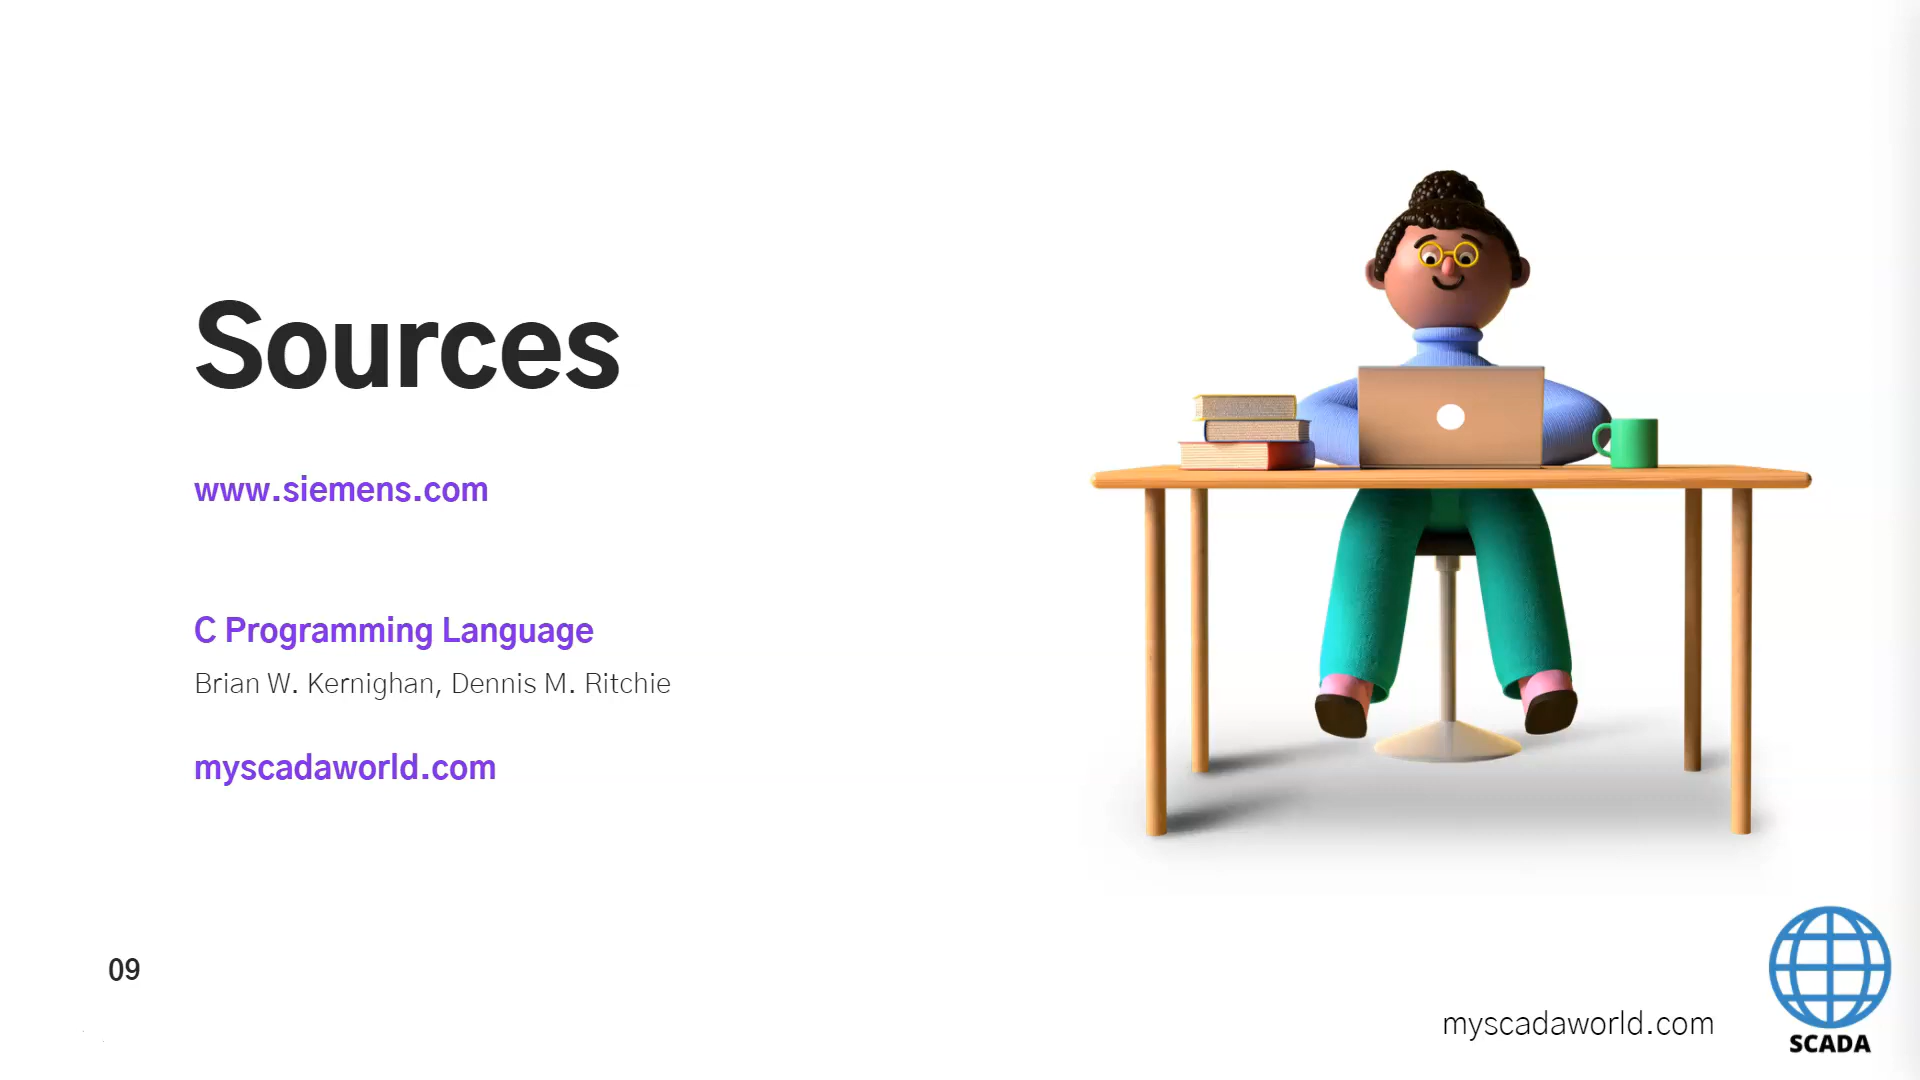 Sources
www.siemens.com
C Programming Language
Brian W. Kernighan, Dennis M. Ritchie
myscadaworld.com
09
myscadaworld.com
SCADA